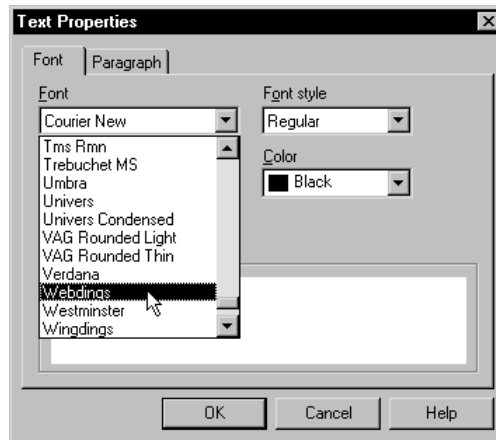 Text Properties
Font Paragraph
Font Font style
Courier New Regular
Tms Rmn
Trebuchet MS Color
Umbra Black
Univers
Univers Condensed
VAG Rounded Light
VAG Rounded Thin
Verdana
Webdings
Westminster
Wingdings
OK Cancel Help